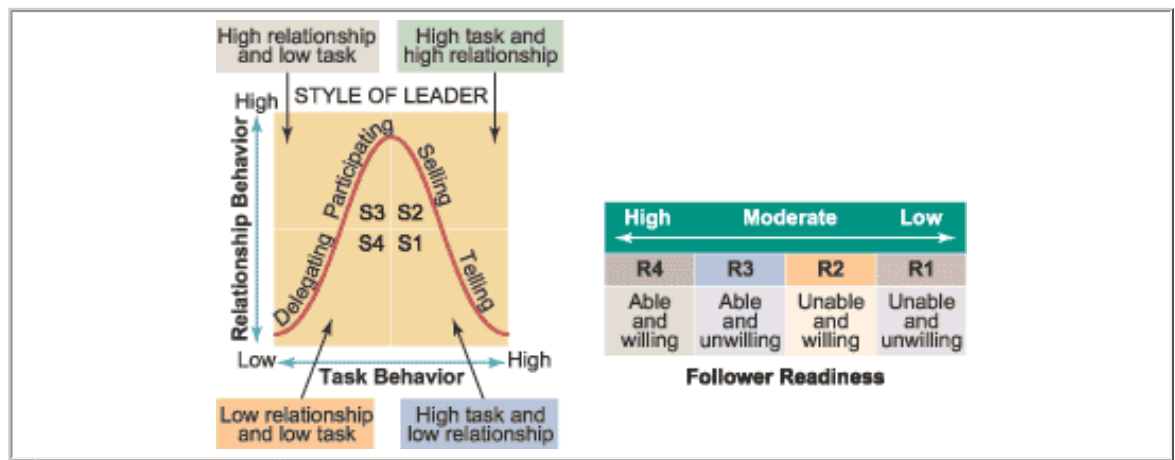 High relationship
and low task
High task and
high relationship
High
STYLE OF LEADER
Relationship Behavior
Participating
Selling
S3
S2
S4
S1
Delegating
Telling
Low
High
Task Behavior
Low relationship
and low task
High task and
low relationship
High
Moderate
Low
R4
R3
R2
R1
Able
and
willing
Able
and
unwilling
Unable
and
willing
Unable
and
unwilling
Follower Readiness